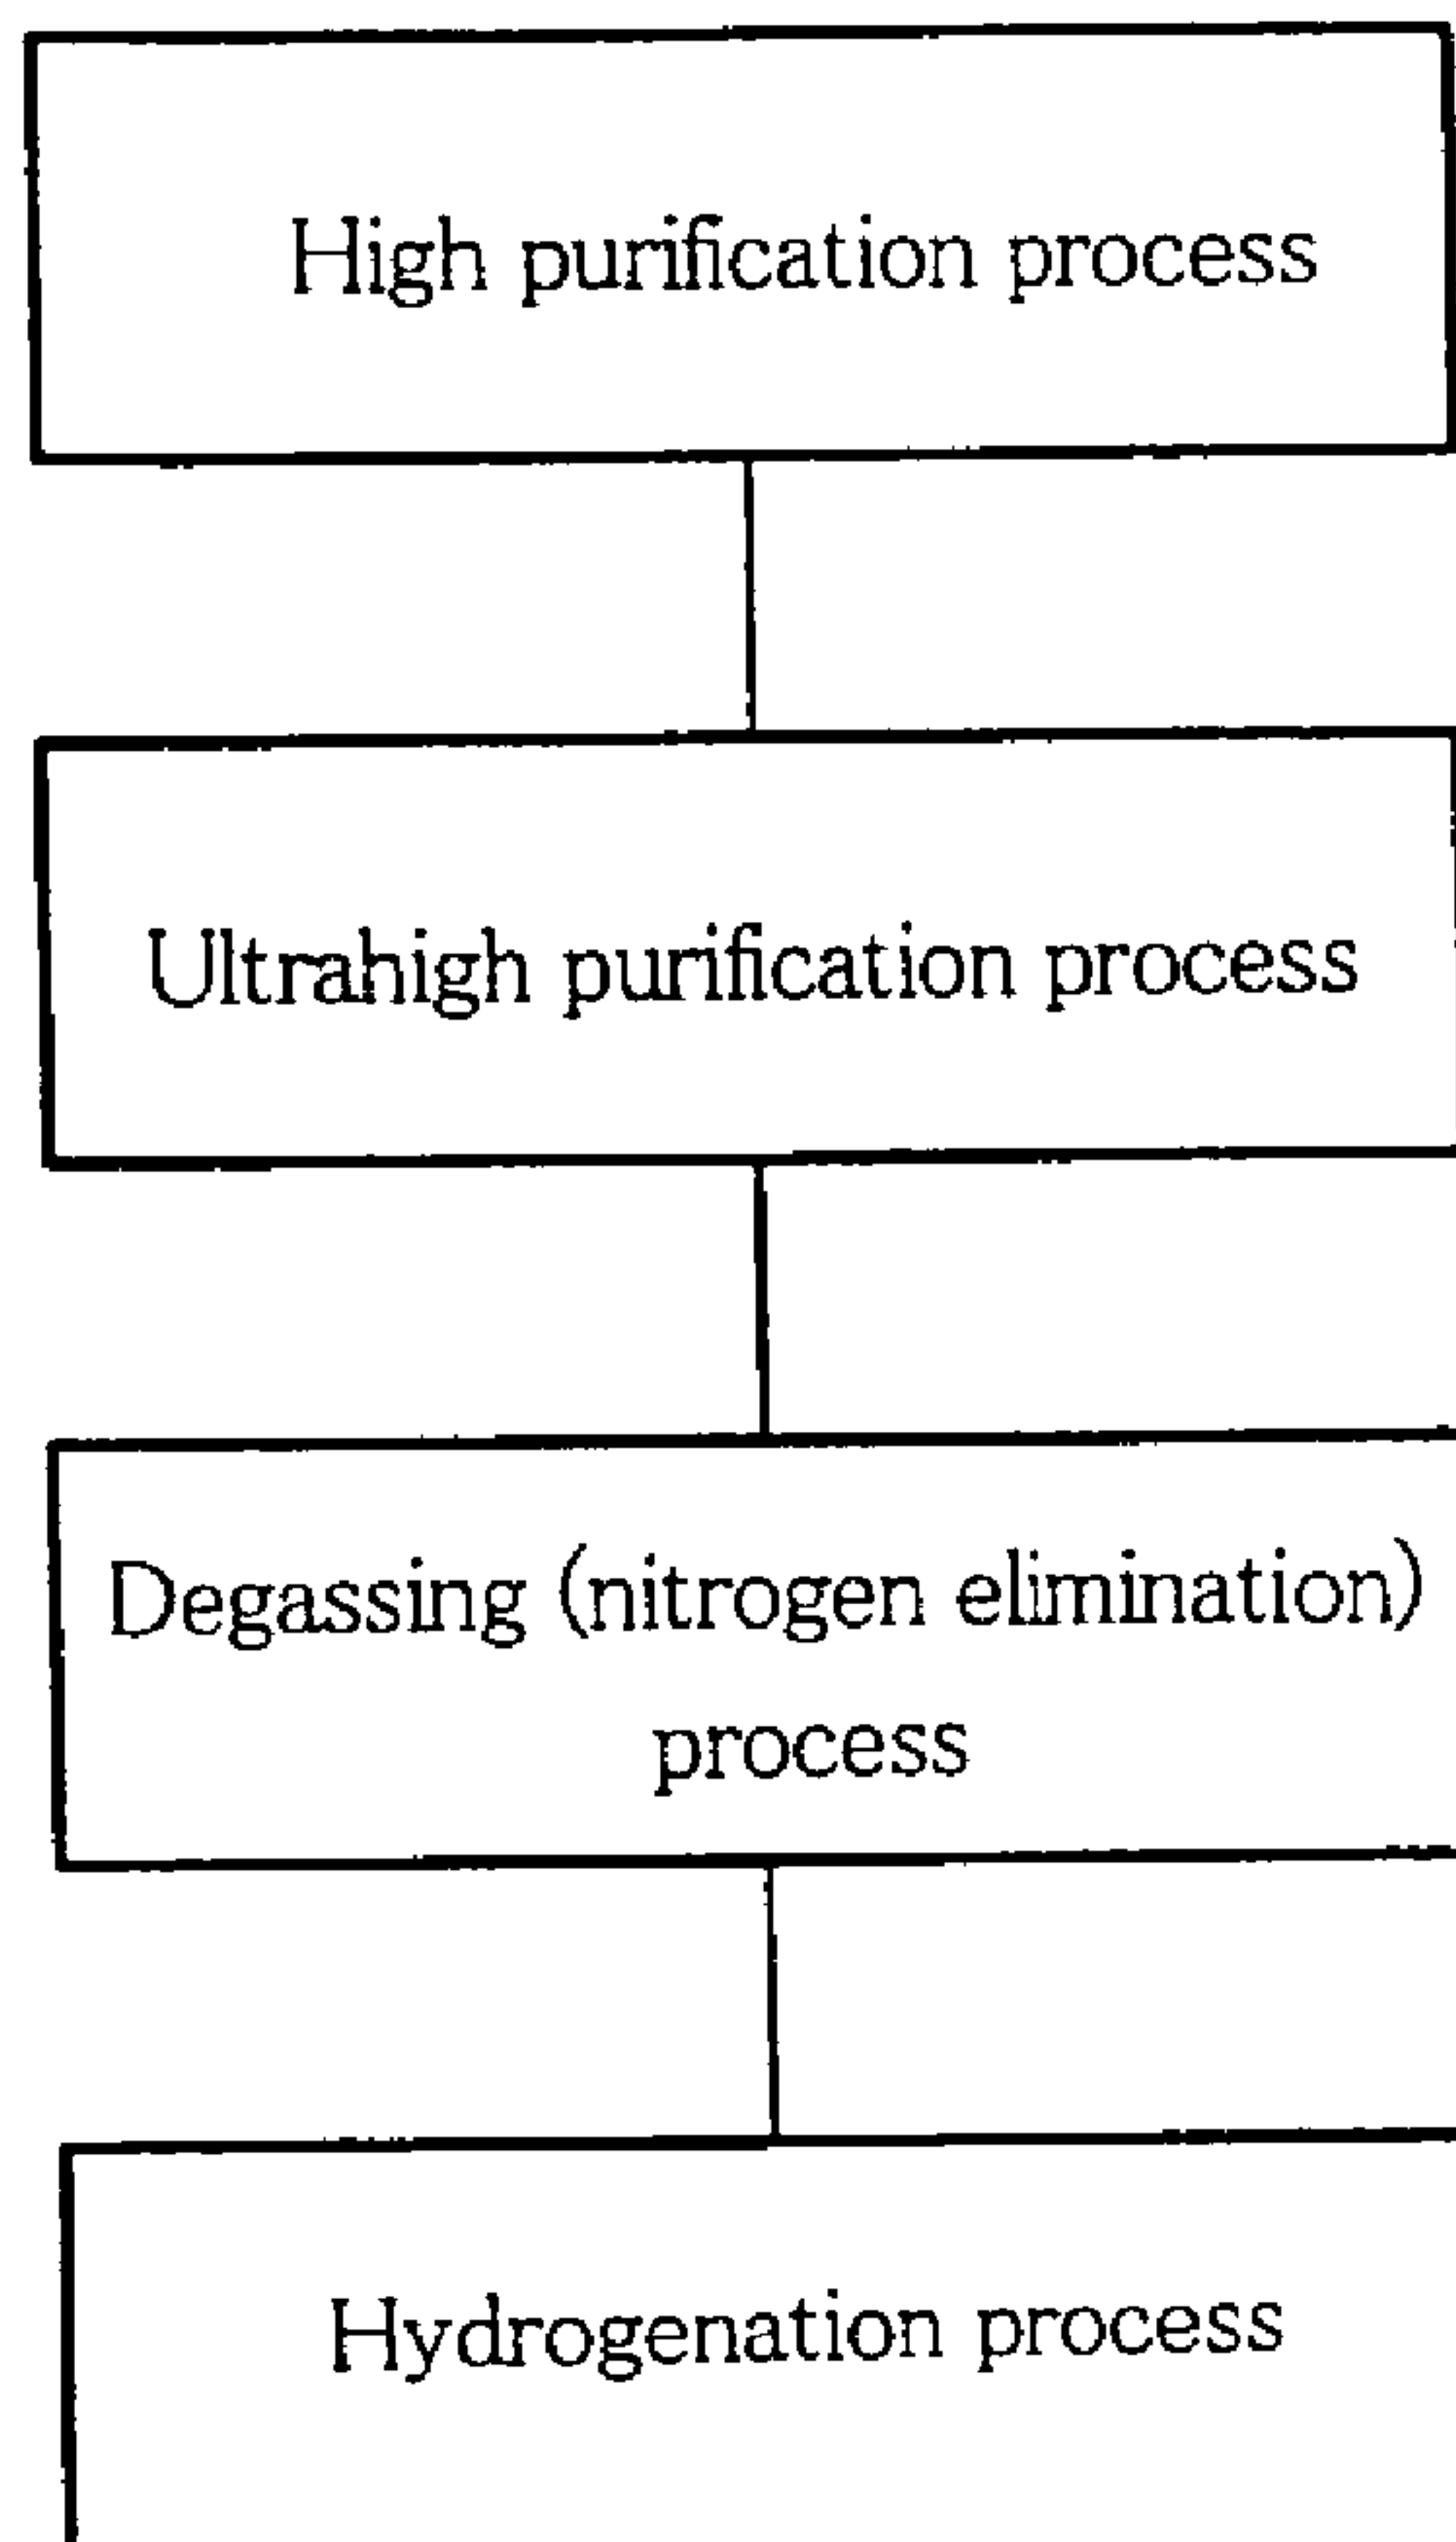 High purification process
Ultrahigh purification process
Degassing (nitrogen elimination)
process
Hydrogenation process